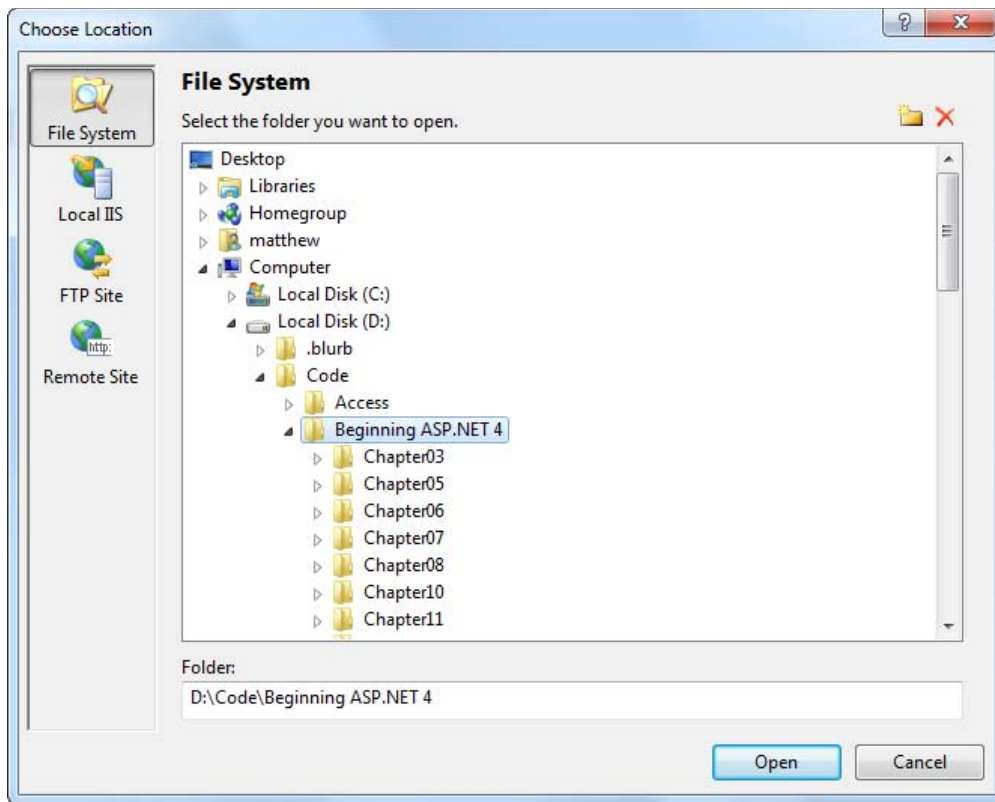 Choose Location
File System
Local IIS
FTP Site
http:
Remote Site
File System
Select the folder you want to open.
Desktop
Libraries
Homegroup
matthew
Computer
Local Disk (C:)
Local Disk (D:)
.blurb
Code
Access
Beginning ASP.NET 4
Chapter03
Chapter05
Chapter06
Chapter07
Chapter08
Chapter10
Chapter11
Folder:
D:\Code\Beginning ASP.NET 4
Open
Cancel